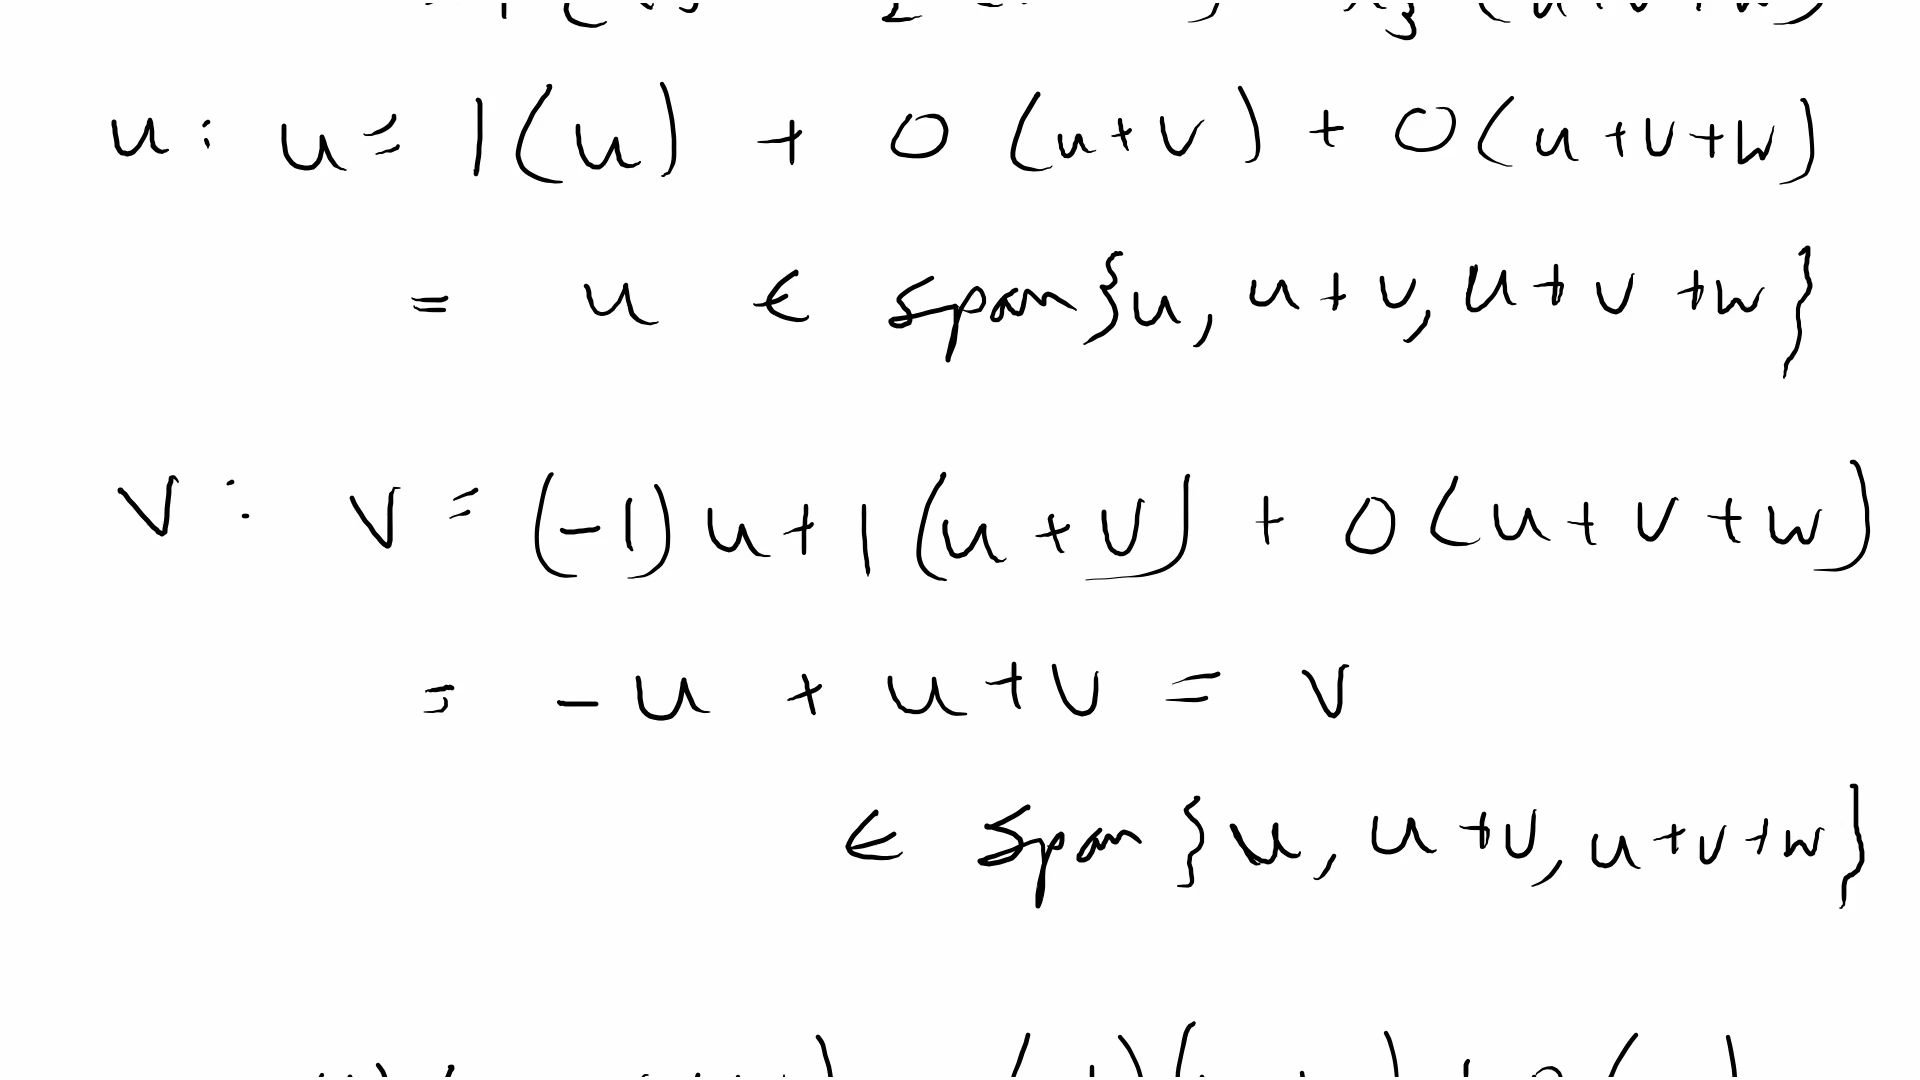 u: u = 1(u) + 0(u+v) + 0(u+v+w)
= u ∈ span{u, u+v, u+v+w}
v: v = (-1)u + 1(u+v) + 0(u+v+w)
= -u + u+v = v
∈ span{u, u+v, u+v+w}